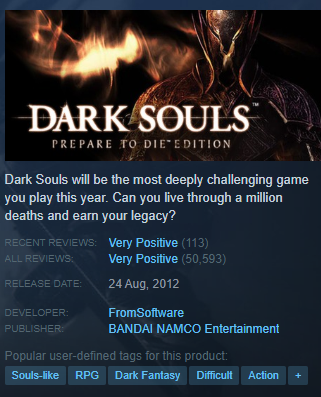 DARK SOULS™
PREPARE TO DIE™ EDITION
Dark Souls will be the most deeply challenging game
you play this year. Can you live through a million
deaths and earn your legacy?
RECENT REVIEWS: Very Positive (113)
ALL REVIEWS: Very Positive (50,593)
RELEASE DATE: 24 Aug, 2012
DEVELOPER: FromSoftware
PUBLISHER: BANDAI NAMCO Entertainment
Popular user-defined tags for this product:
Souls-like RPG Dark Fantasy Difficult Action +